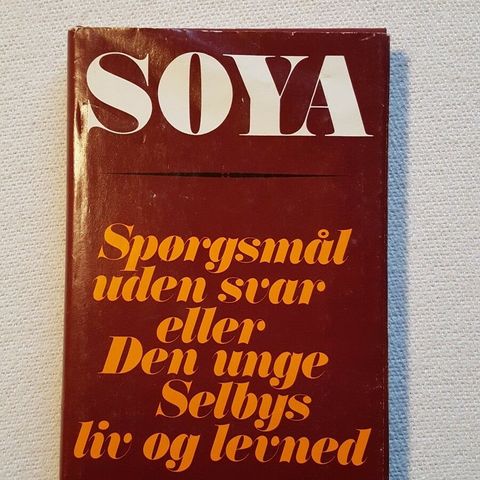 SOYA
Spørgsmål
uden svar
eller
Den unge
Selbys
liv og levned